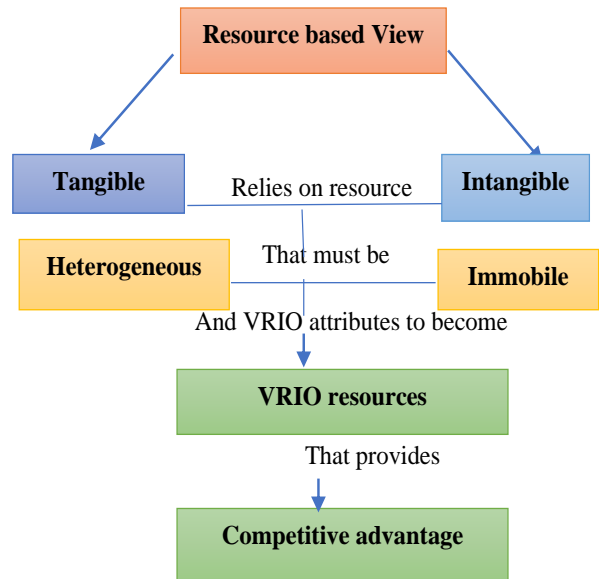 Resource based View
Tangible
Relies on resource
Intangible
Heterogeneous
That must be
Immobile
And VRIO attributes to become
VRIO resources
That provides
Competitive advantage